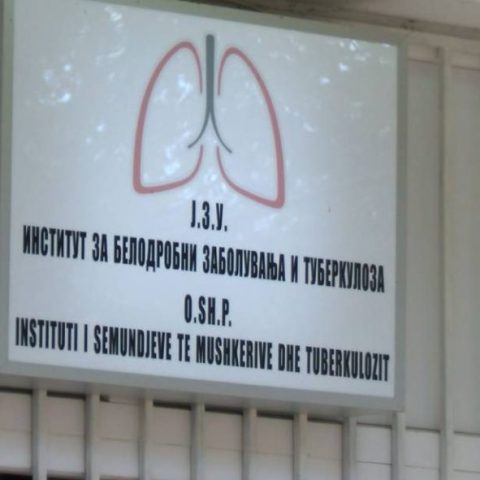 Ј.З.У.
ИНСТИТУТ ЗА БЕЛОДРОБНИ ЗАБОЛУВАЊА И ТУБЕРКУЛОЗА
O.SH.P.
INSTITUTI I SEMUNDJEVE TE MUSHKERIVE DHE TUBERKULOZIT